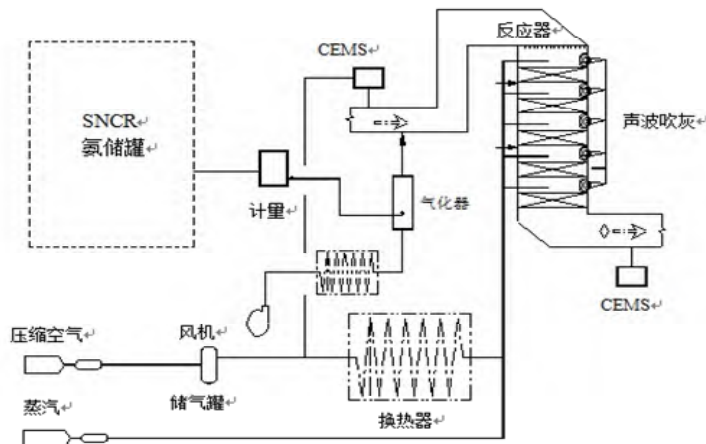 反应器
CEMS
SNCR
氨储罐
声波吹灰
计量
气化器
CEMS
压缩空气
风机
蒸汽
储气罐
换热器